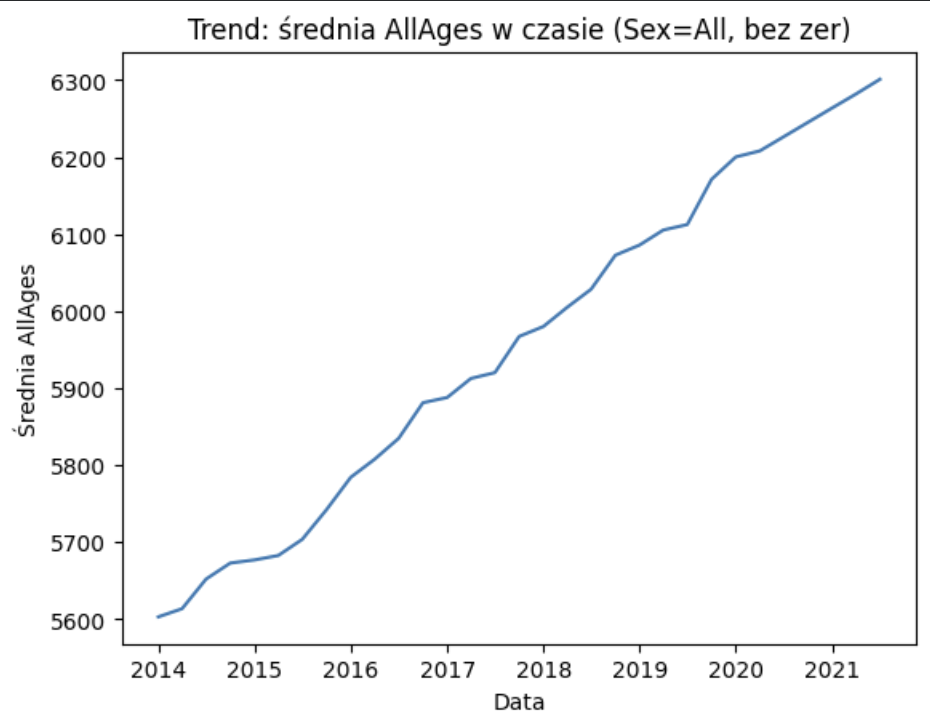 Trend: średnia AllAges w czasie (Sex=All, bez zer)
6300
6200
6100
6000
5900
5800
5700
5600
Średnia AllAges
2014 2015 2016 2017 2018 2019 2020 2021
Data